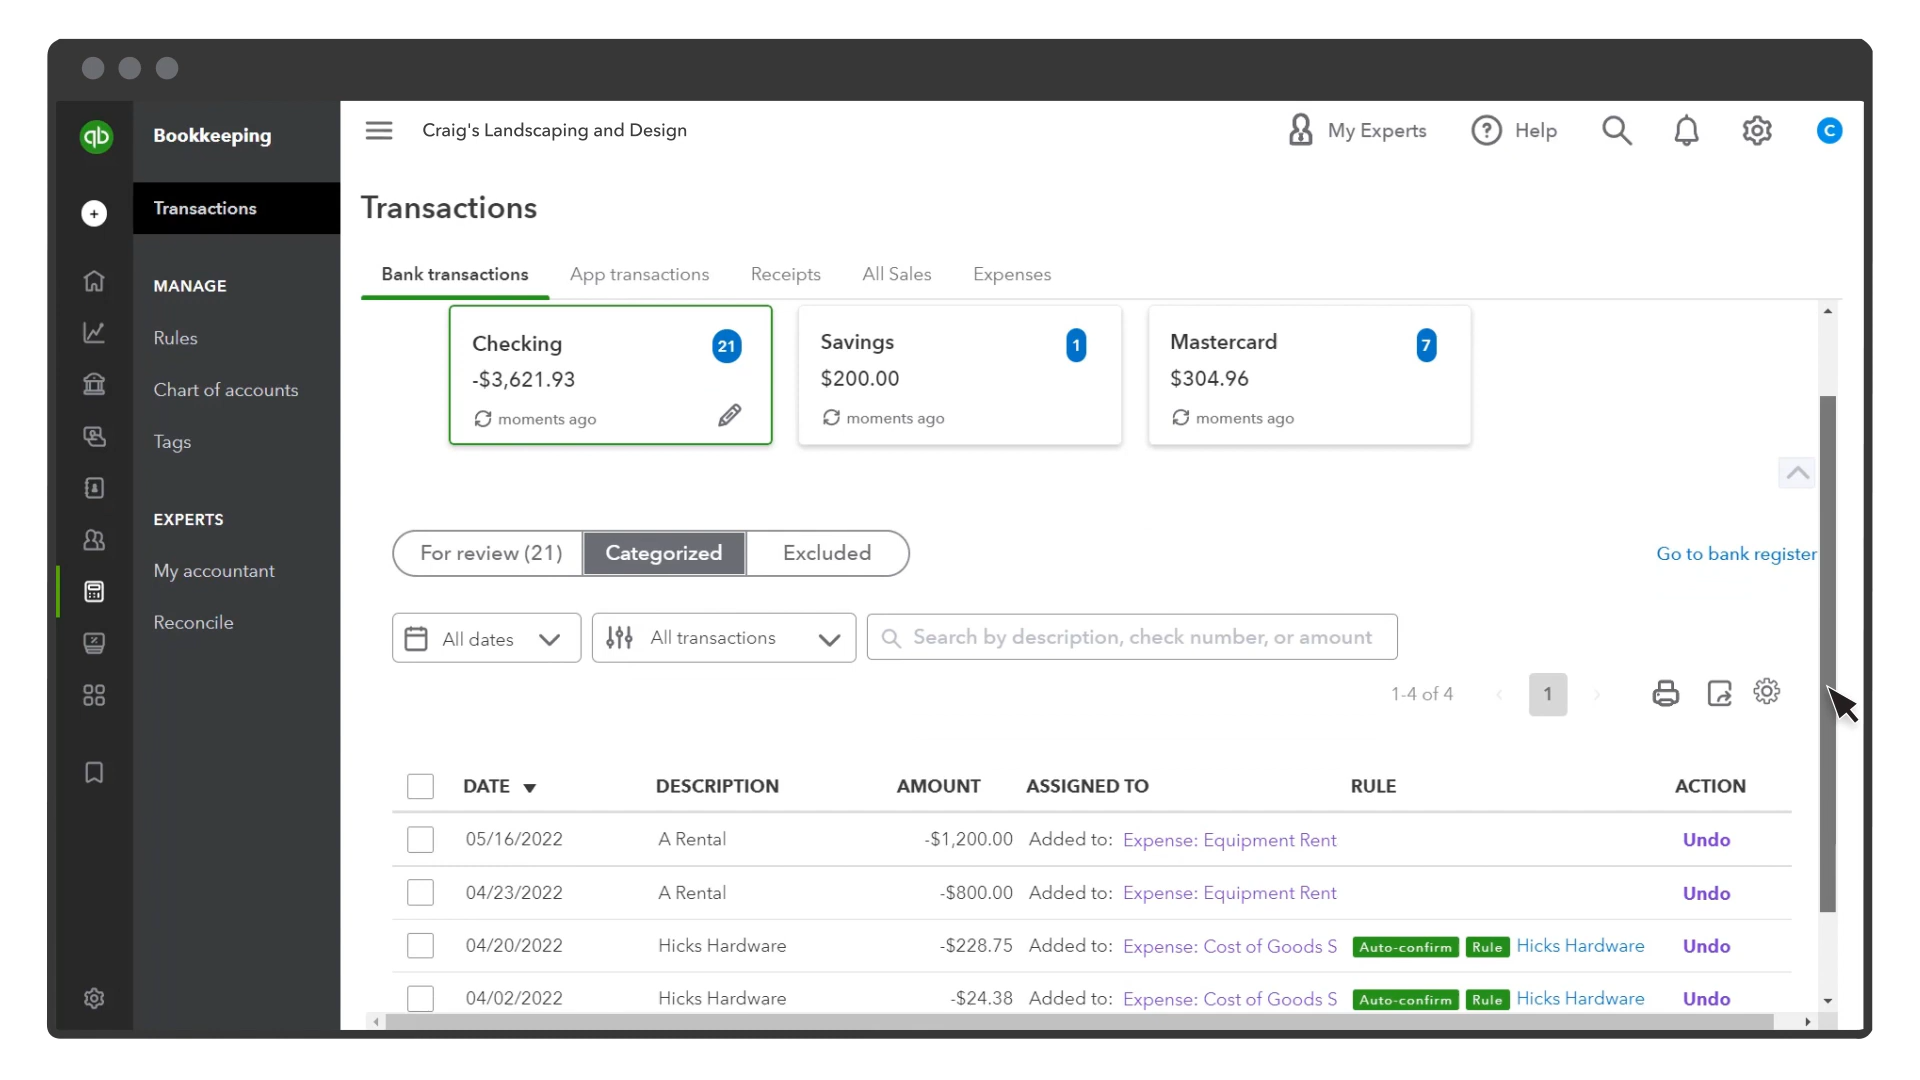 qb
Bookkeeping
Craig's Landscaping and Design
My Experts
? Help
C
+
Transactions
Transactions
MANAGE
Rules
Chart of accounts
Tags
EXPERTS
My accountant
Reconcile
Bank transactions App transactions Receipts All Sales Expenses
Checking 21
-$3,621.93
moments ago
Savings 1
$200.00
moments ago
Mastercard 7
$304.96
moments ago
For review (21) Categorized Excluded
Go to bank register
All dates All transactions Search by description, check number, or amount
1-4 of 4 1
DATE DESCRIPTION AMOUNT ASSIGNED TO RULE ACTION
05/16/2022 A Rental -$1,200.00 Added to: Expense: Equipment Rent Undo
04/23/2022 A Rental -$800.00 Added to: Expense: Equipment Rent Undo
04/20/2022 Hicks Hardware -$228.75 Added to: Expense: Cost of Goods S Auto-confirm Rule Hicks Hardware Undo
04/02/2022 Hicks Hardware -$24.38 Added to: Expense: Cost of Goods S Auto-confirm Rule Hicks Hardware Undo